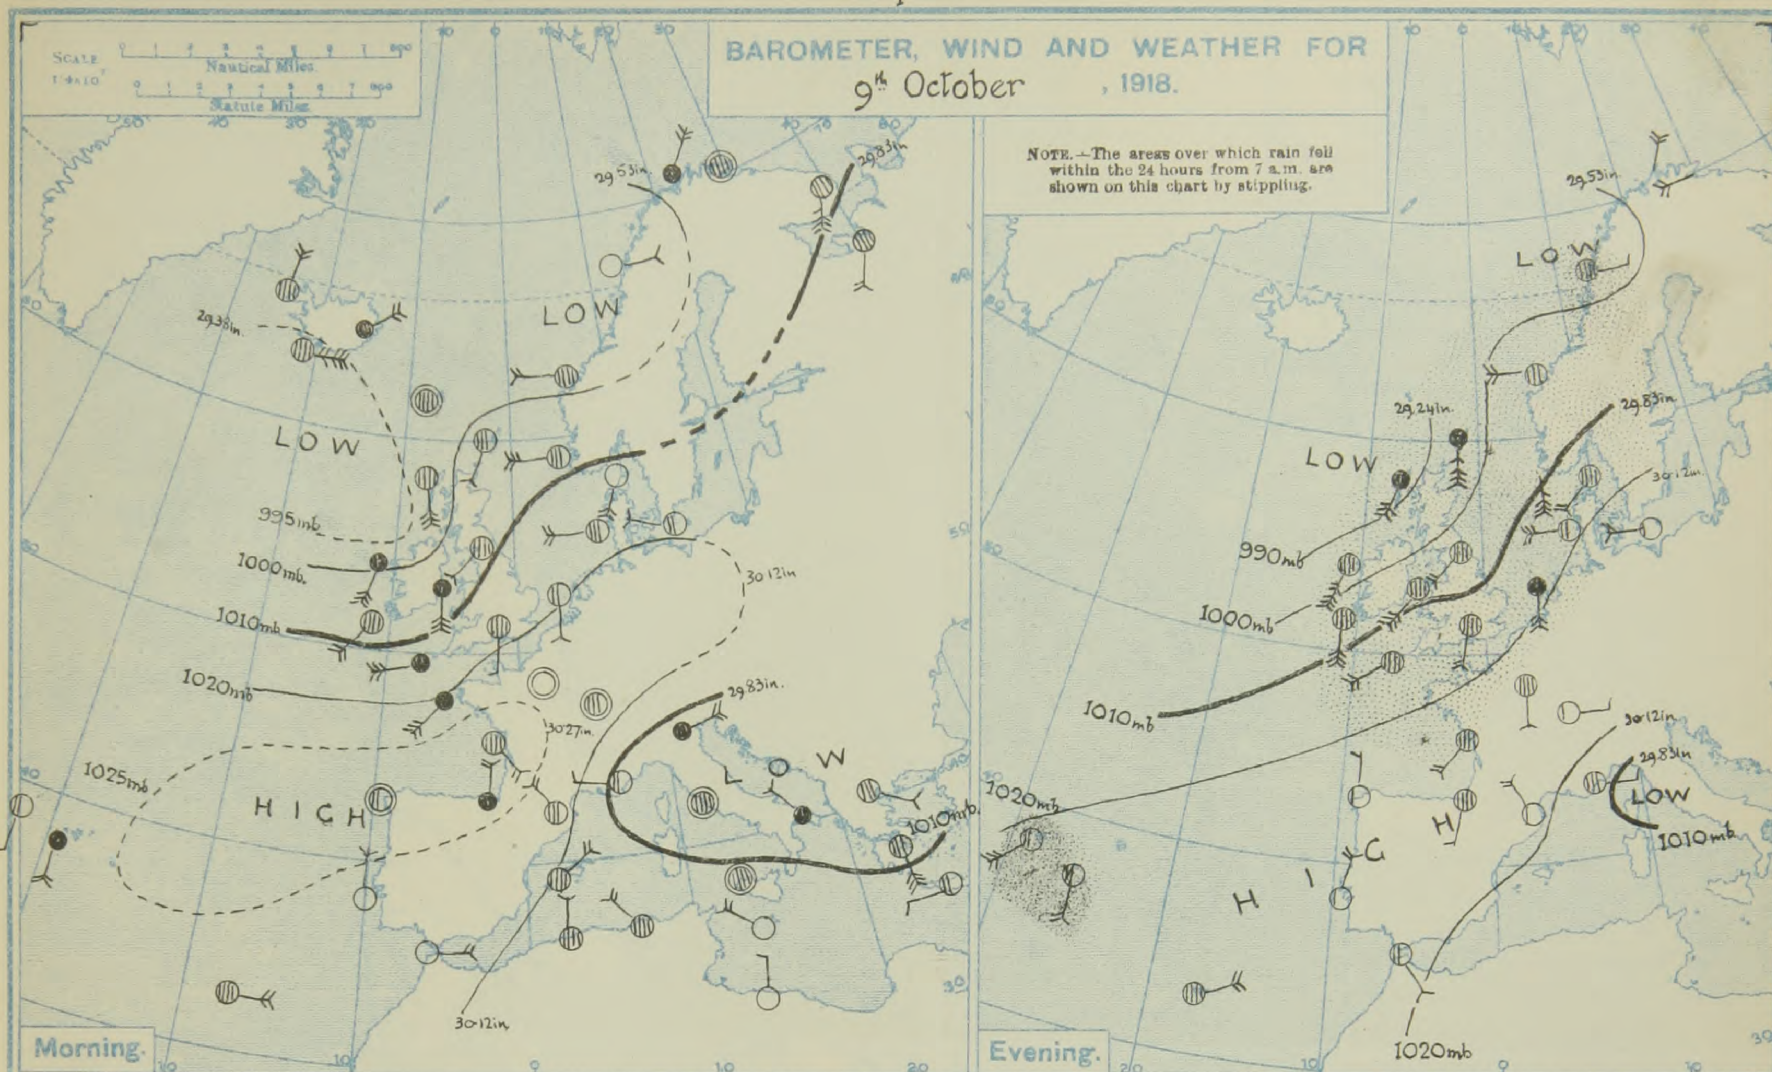 SCALE
Nautical Miles.
Statute Miles.
BAROMETER, WIND AND WEATHER FOR
9th October , 1918.
NOTE.—The areas over which rain fell
within the 24 hours from 7 a.m. are
shown on this chart by stippling.
29.53in.
29.83in.
LOW
29.38in.
LOW
995mb
1000mb.
1010mb
1020mb
30.12in
29.83in.
30.27in.
1025mb
HIGH
LOW
1010mb.
30.12in.
Morning.
29.53in.
LOW
29.24in.
29.83in.
LOW
30.12in.
990mb
1000mb
1010mb
30.12in.
29.83in
1020mb
LOW
1010mb
HIGH
1020mb
Evening.